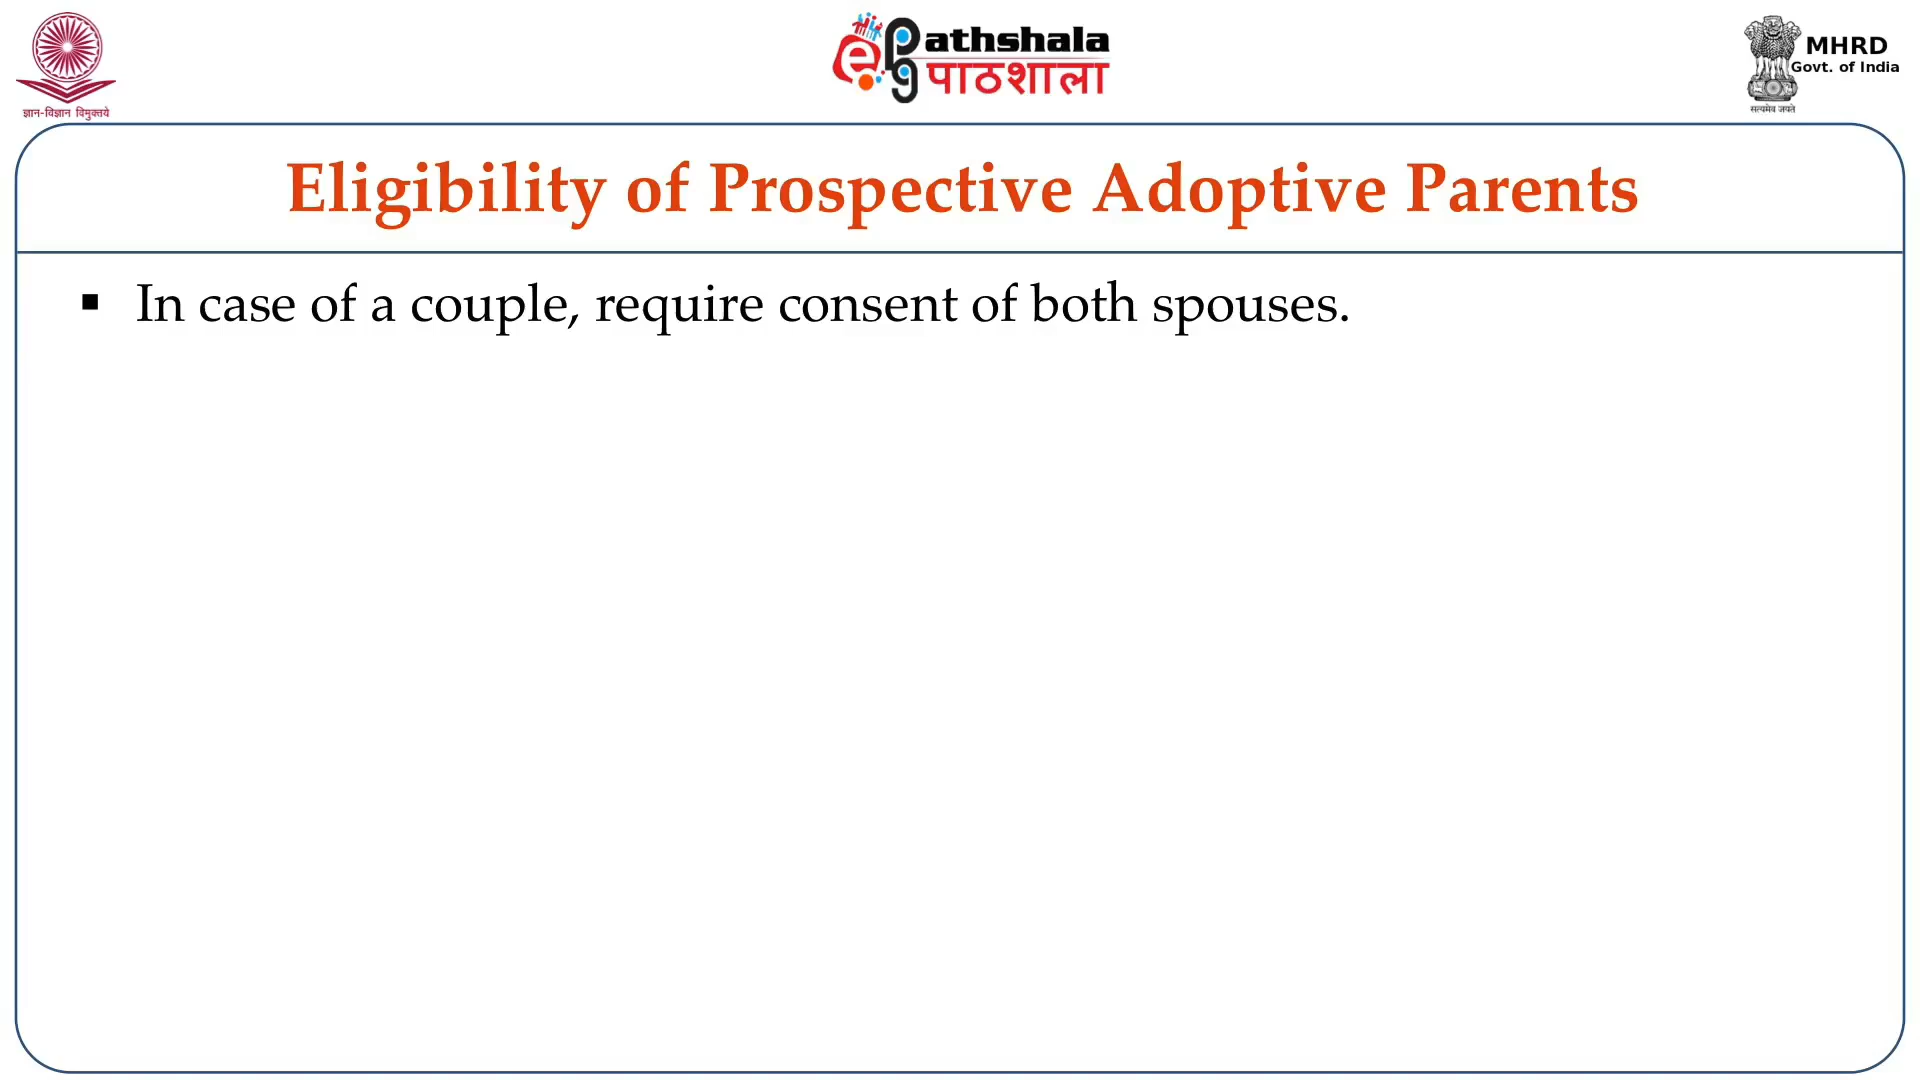 ज्ञान-विज्ञान विमुक्तये
ePathshala
पाठशाला
MHRD
Govt. of India
सत्यमेव जयते
Eligibility of Prospective Adoptive Parents
▪ In case of a couple, require consent of both spouses.